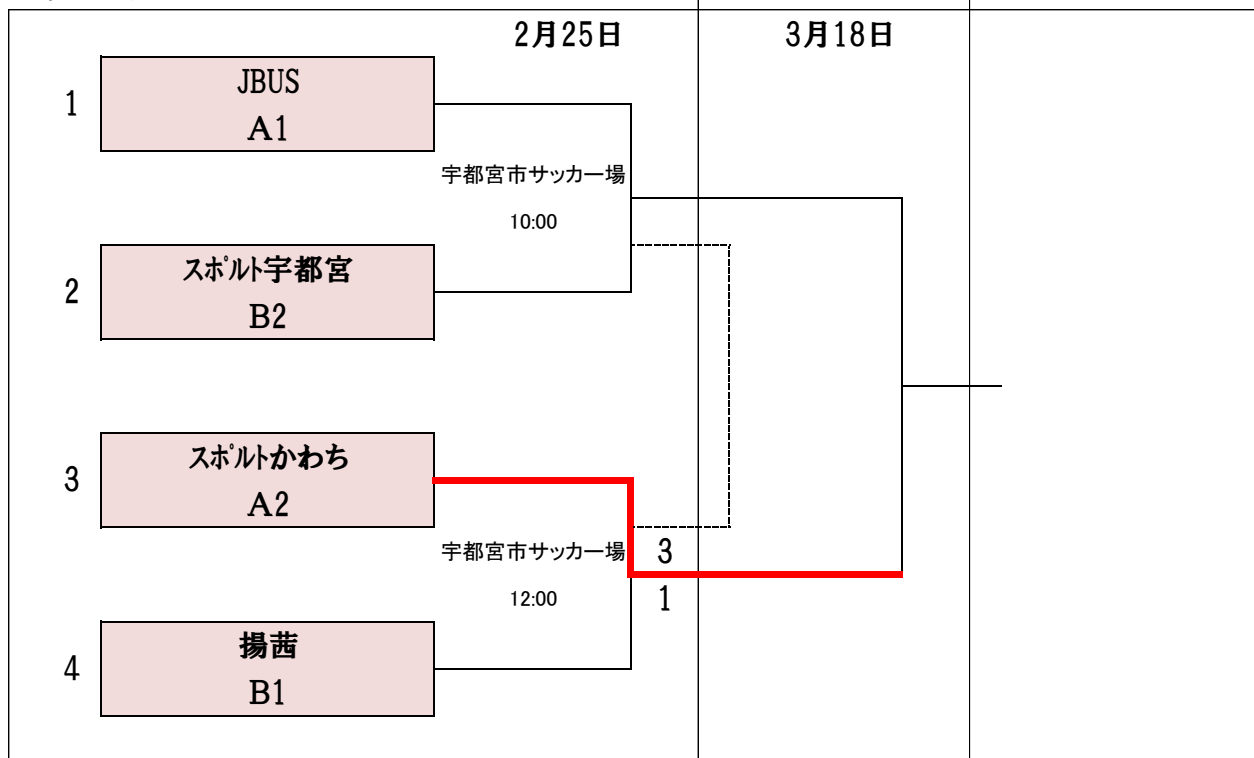 2月25日
3月18日
1
JBUS
A1
宇都宮市サッカー場
10:00
2
スポルト宇都宮
B2
3
スポルトかわち
A2
宇都宮市サッカー場
3
12:00
1
4
揚茜
B1